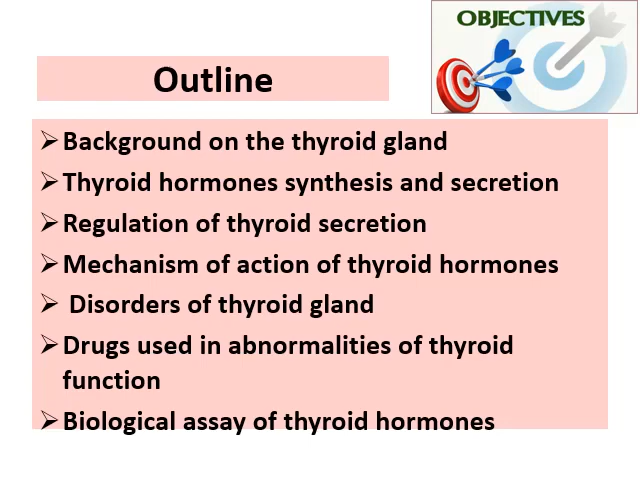 OBJECTIVES
Outline
➢Background on the thyroid gland
➢Thyroid hormones synthesis and secretion
➢Regulation of thyroid secretion
➢Mechanism of action of thyroid hormones
➢ Disorders of thyroid gland
➢Drugs used in abnormalities of thyroid
function
➢Biological assay of thyroid hormones